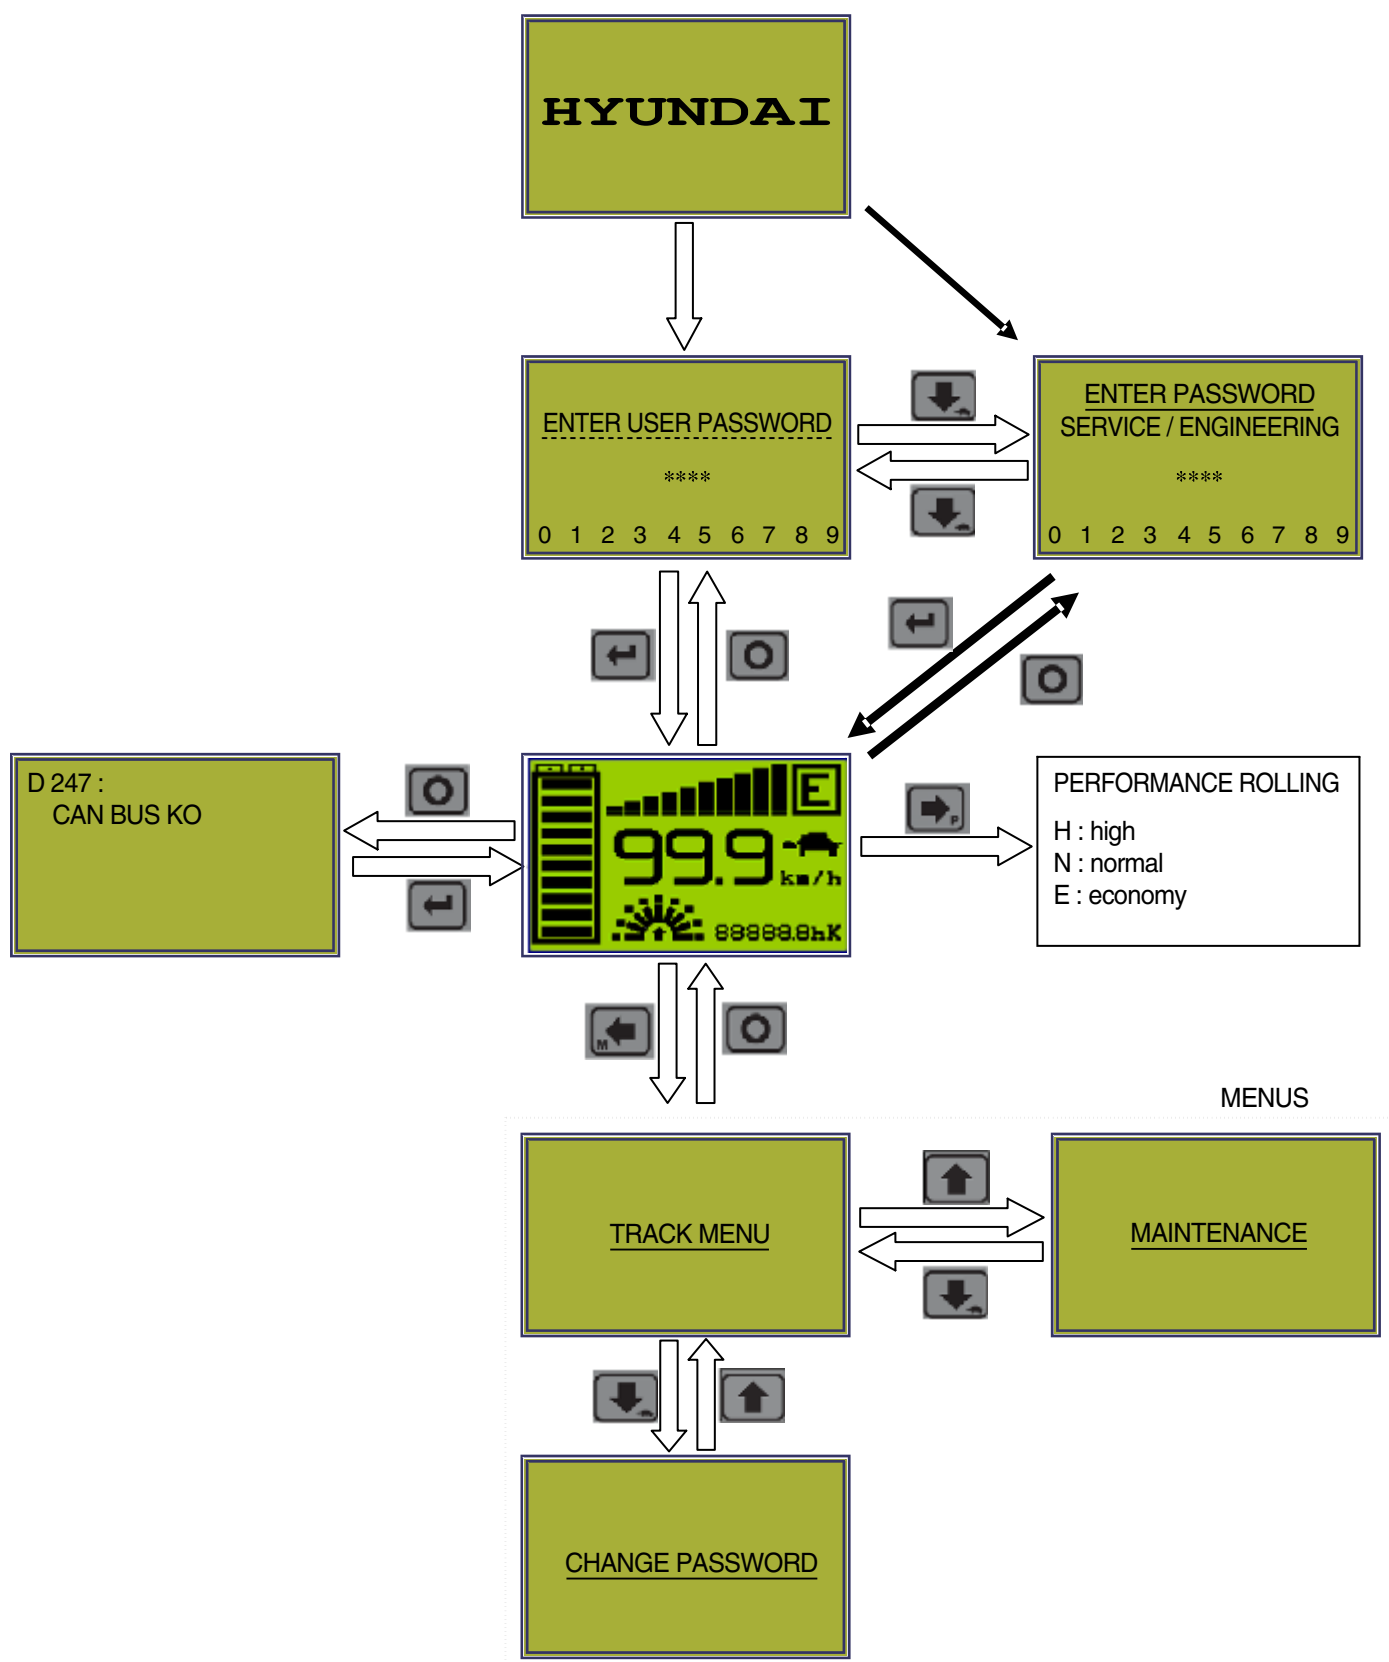 HYUNDAI
ENTER USER PASSWORD
****
0 1 2 3 4 5 6 7 8 9
ENTER PASSWORD
SERVICE / ENGINEERING
****
0 1 2 3 4 5 6 7 8 9
D 247 :
CAN BUS KO
E
99.9
km/h
88888.8hK
P
PERFORMANCE ROLLING
H : high
N : normal
E : economy
M
MENUS
TRACK MENU
MAINTENANCE
CHANGE PASSWORD